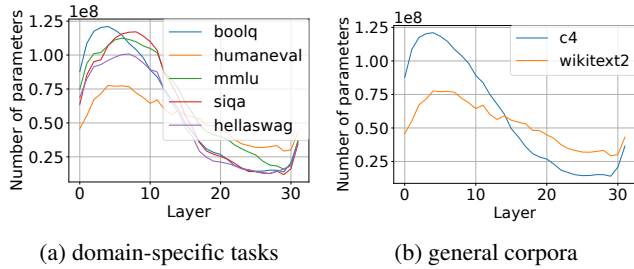 1e8
Number of parameters
1.25
1.00
0.75
0.50
0.25
0
10
20
30
Layer
boolq
humaneval
mmlu
siqa
hellaswag
(a) domain-specific tasks
1e8
Number of parameters
1.25
1.00
0.75
0.50
0.25
0
10
20
30
Layer
c4
wikitext2
(b) general corpora